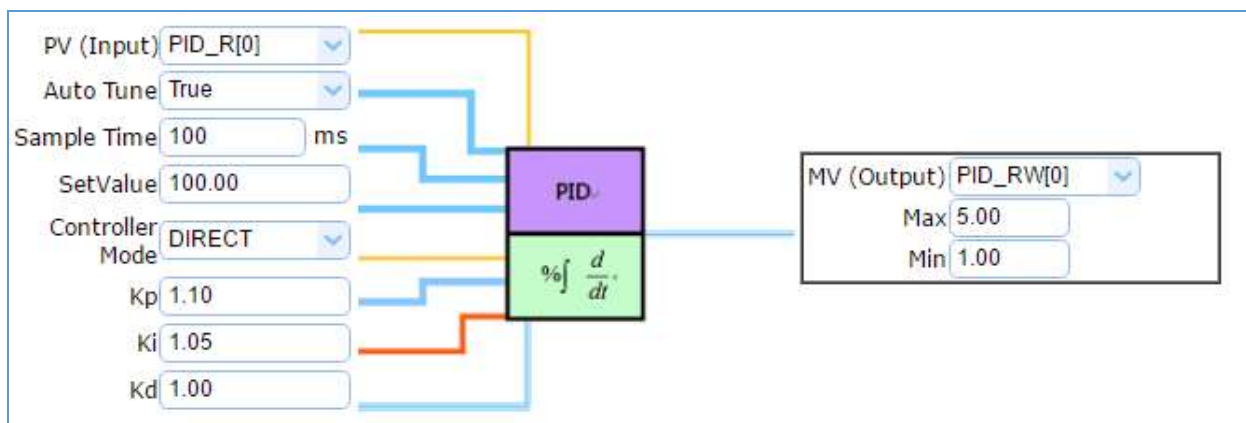 PV (Input) PID_R[0]
Auto Tune True
Sample Time 100 ms
SetValue 100.00
Controller
Mode DIRECT
Kp 1.10
Ki 1.05
Kd 1.00
PID
%∫ d/dt
MV (Output) PID_RW[0]
Max 5.00
Min 1.00